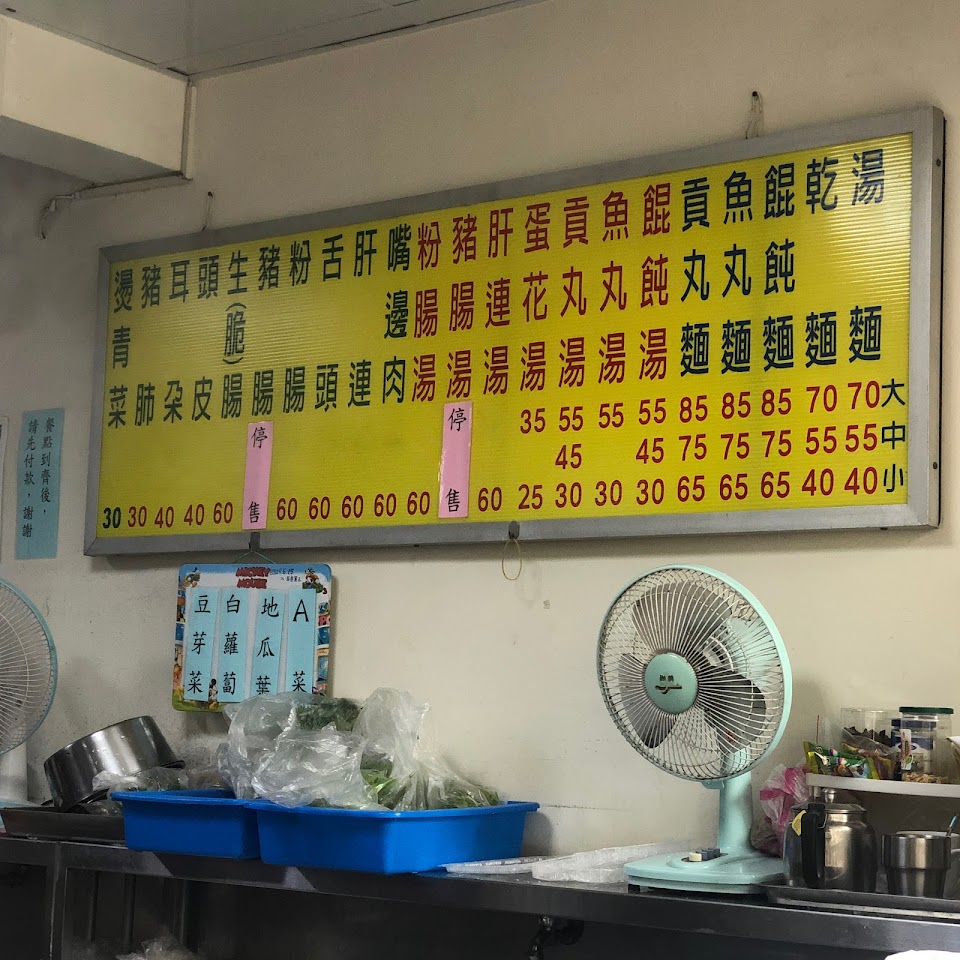 大 中 小
湯麵 70 55 40
乾麵 70 55 40
餛飩麵 85 75 65
魚丸麵 85 75 65
貢丸麵 85 75 65
餛飩湯 55 45 30
魚丸湯 55 30
貢丸湯 55 45 30
蛋花湯 35 25
肝連湯 60
豬腸湯 停售
粉腸湯 60
嘴邊肉 60
肝連 60
舌頭 60
粉腸 60
豬腸 停售
生(脆)腸 60
頭皮 40
耳朵 40
豬肺 30
燙青菜 30
餐點到齊後，
請先付款，謝謝
MICKEY MOUSE
A菜
地瓜葉
白蘿蔔
豆芽菜